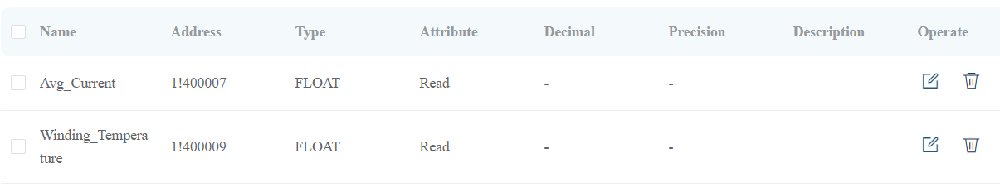 Name Address Type Attribute Decimal Precision Description Operate
Avg_Current 1!400007 FLOAT Read - -
Winding_Tempera
ture 1!400009 FLOAT Read - -